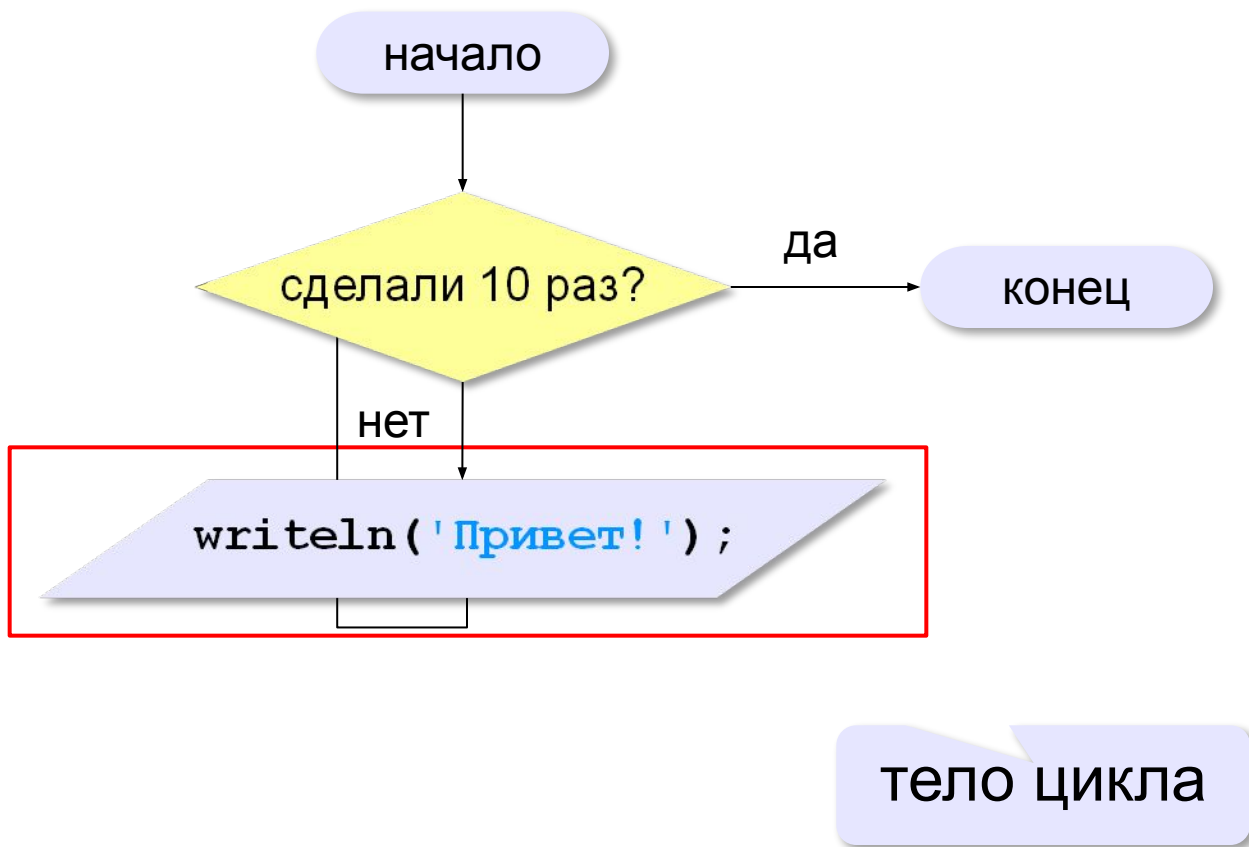 начало
сделали 10 раз?
да
конец
нет
writeln('Привет!');
тело цикла